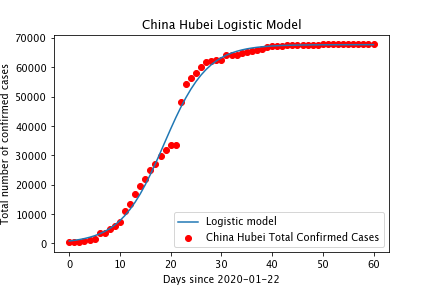 China Hubei Logistic Model
70000
60000
50000
40000
30000
20000
10000
0
Total number of confirmed cases
Logistic model
China Hubei Total Confirmed Cases
0 10 20 30 40 50 60
Days since 2020-01-22